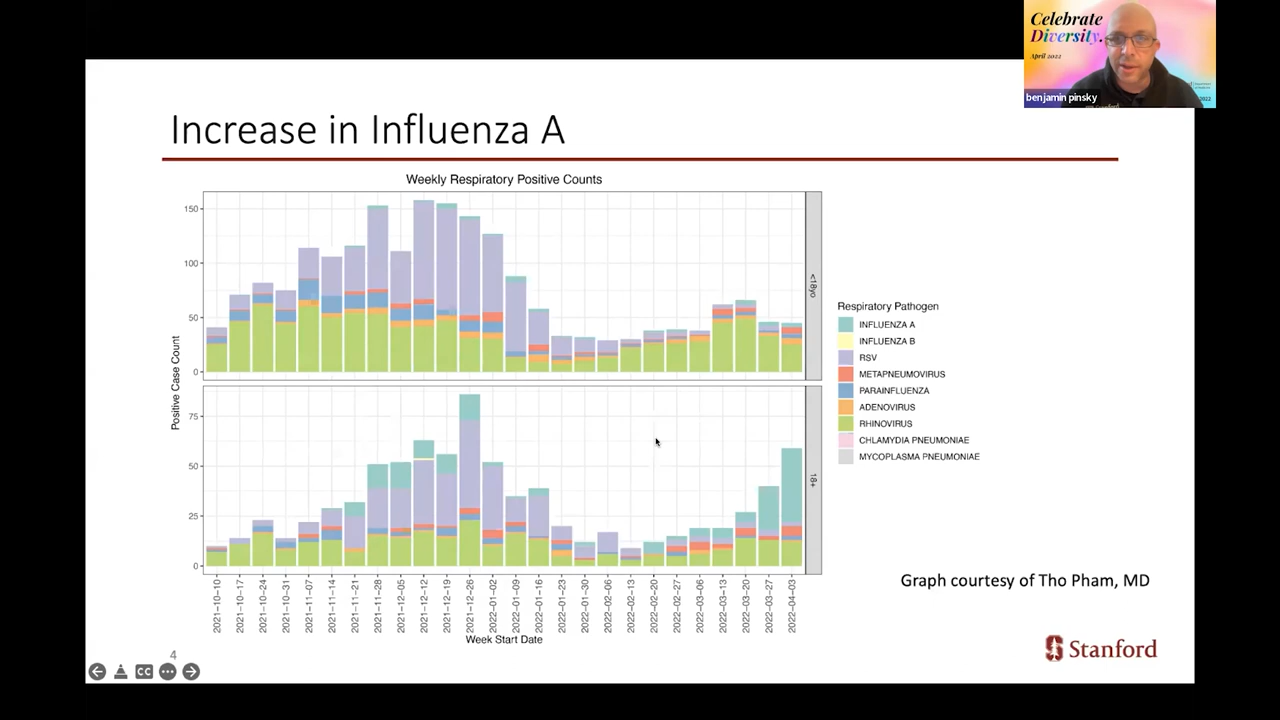 Celebrate
Diversity.
April 2022
benjamin pinsky
2022
Increase in Influenza A
Weekly Respiratory Positive Counts
150
100
50
0
<18yo
Positive Case Count
75
50
25
0
18+
2021-10-10
2021-10-17
2021-10-24
2021-10-31
2021-11-07
2021-11-14
2021-11-21
2021-11-28
2021-12-05
2021-12-12
2021-12-19
2021-12-26
2022-01-02
2022-01-09
2022-01-16
2022-01-23
2022-01-30
2022-02-06
2022-02-13
2022-02-20
2022-02-27
2022-03-06
2022-03-13
2022-03-20
2022-03-27
2022-04-03
Week Start Date
Respiratory Pathogen
INFLUENZA A
INFLUENZA B
RSV
METAPNEUMOVIRUS
PARAINFLUENZA
ADENOVIRUS
RHINOVIRUS
CHLAMYDIA PNEUMONIAE
MYCOPLASMA PNEUMONIAE
Graph courtesy of Tho Pham, MD
Stanford
4
CC